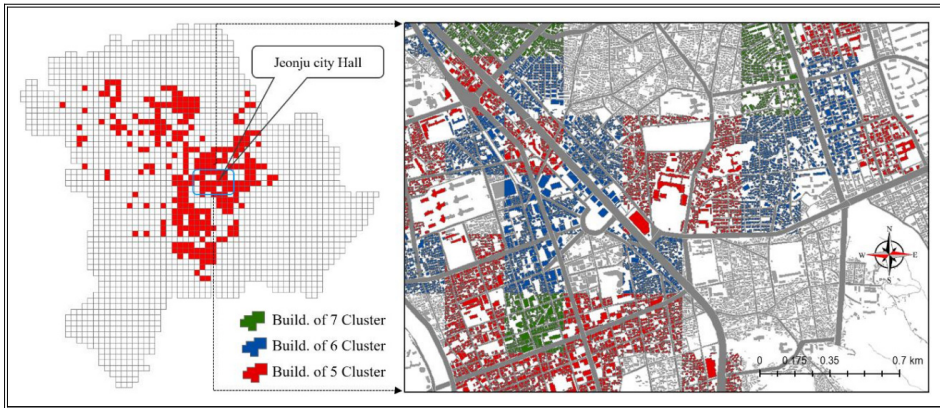 Jeonju city Hall
Build. of 7 Cluster
Build. of 6 Cluster
Build. of 5 Cluster
N
W E
S
0 0.175 0.35 0.7 km